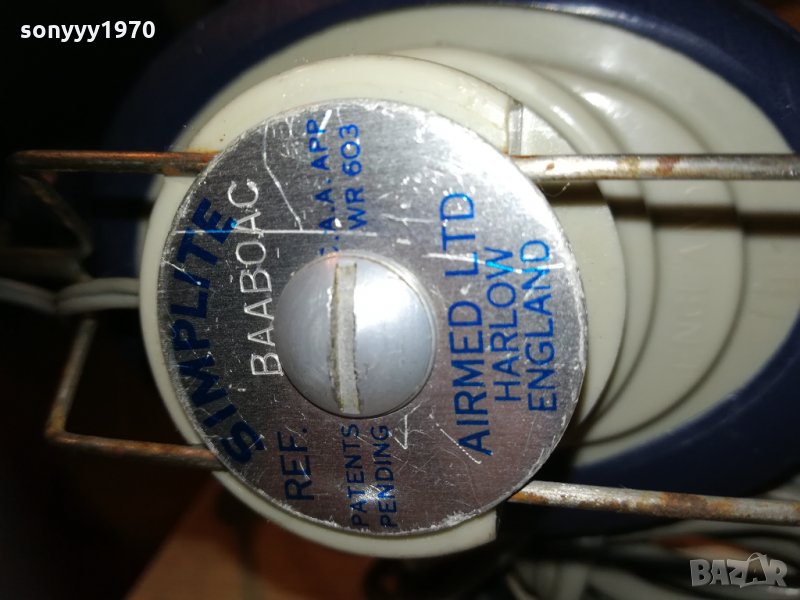 sonyyy1970
SIMPLITE
REF. BAABOAC
PATENTS
PENDING
A.A. APP
WR 603
AIRMED LTD
HARLOW
ENGLAND
BAZAR